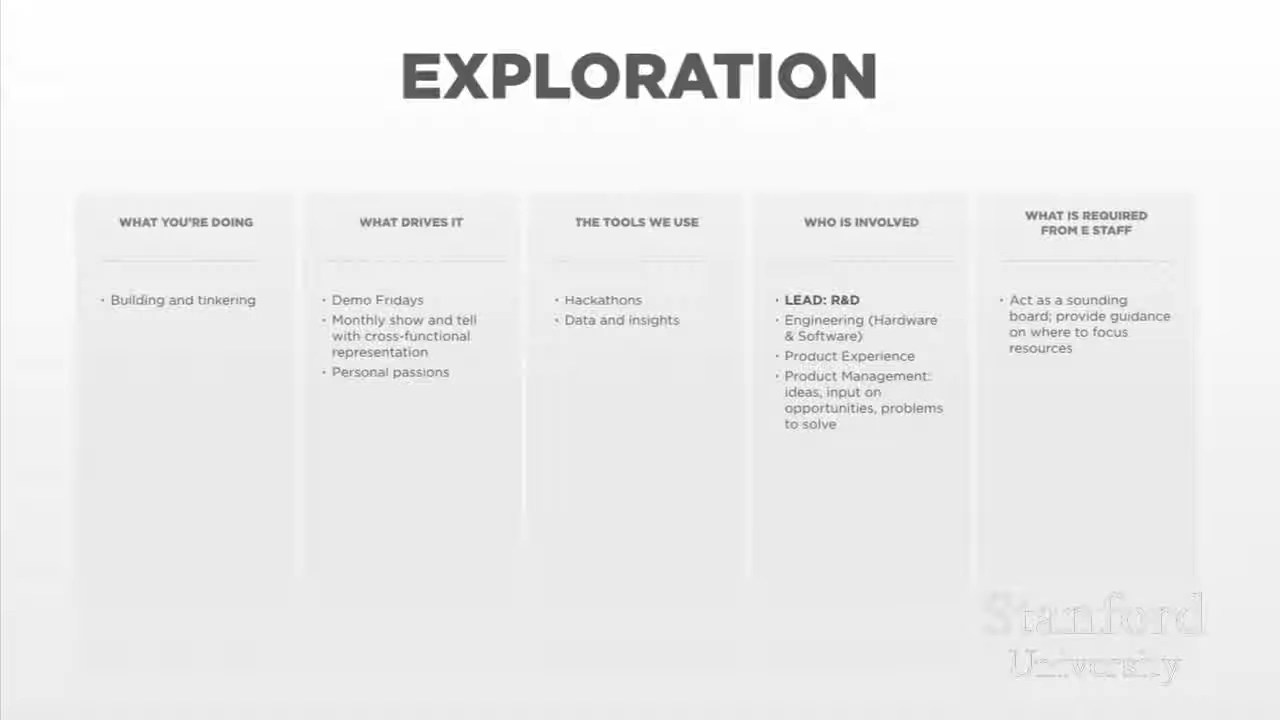 EXPLORATION
WHAT YOU'RE DOING
• Building and tinkering
WHAT DRIVES IT
• Demo Fridays
• Monthly show and tell
with cross-functional
representation
• Personal passions
THE TOOLS WE USE
• Hackathons
• Data and insights
WHO IS INVOLVED
• LEAD: R&D
• Engineering (Hardware
& Software)
• Product Experience
• Product Management:
ideas, input on
opportunities, problems
to solve
WHAT IS REQUIRED
FROM E STAFF
• Act as a sounding
board; provide guidance
on where to focus
resources
Stanford
University